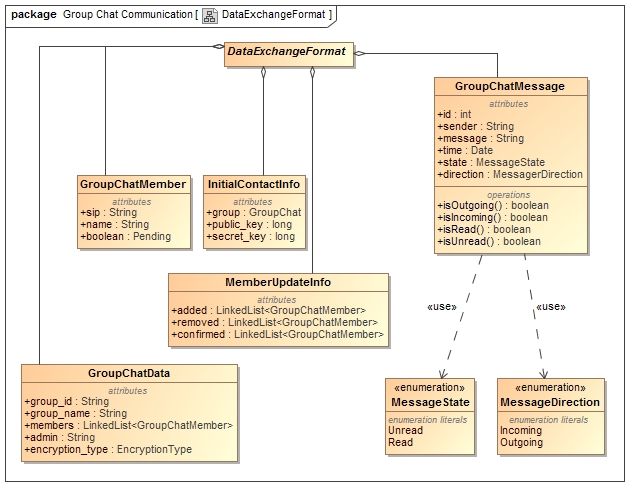 package Group Chat Communication [ DataExchangeFormat ]
DataExchangeFormat
GroupChatMessage
attributes
+id : int
+sender : String
+message : String
+time : Date
+state : MessageState
+direction : MessagerDirection
operations
+isOutgoing() : boolean
+isIncoming() : boolean
+isRead() : boolean
+isUnread() : boolean
GroupChatMember
attributes
+sip : String
+name : String
+boolean : Pending
InitialContactInfo
attributes
+group : GroupChat
+public_key : long
+secret_key : long
MemberUpdateInfo
attributes
+added : LinkedList<GroupChatMember>
+removed : LinkedList<GroupChatMember>
+confirmed : LinkedList<GroupChatMember>
«use»
«use»
GroupChatData
attributes
+group_id : String
+group_name : String
+members : LinkedList<GroupChatMember>
+admin : String
+encryption_type : EncryptionType
«enumeration»
MessageState
enumeration literals
Unread
Read
«enumeration»
MessageDirection
enumeration literals
Incoming
Outgoing